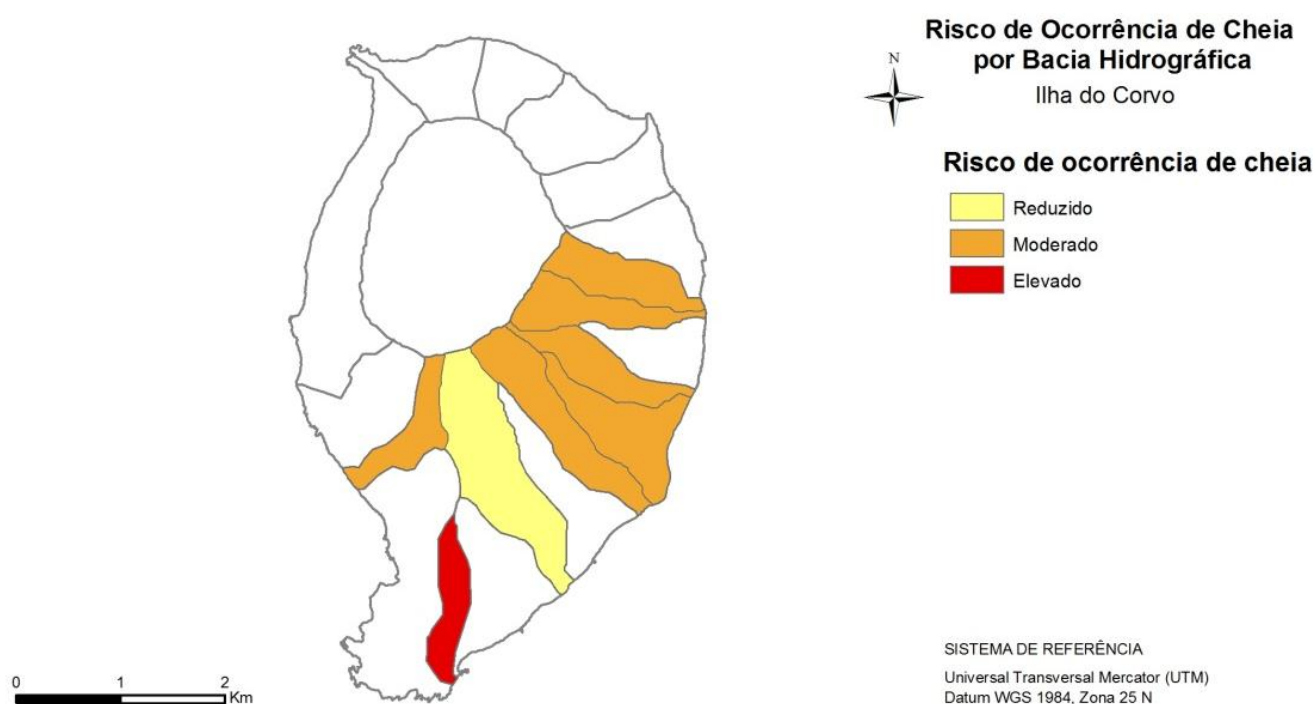 Risco de Ocorrência de Cheia
por Bacia Hidrográfica
Ilha do Corvo
N
Risco de ocorrência de cheia
Reduzido
Moderado
Elevado
0 1 2
Km
SISTEMA DE REFERÊNCIA
Universal Transversal Mercator (UTM)
Datum WGS 1984, Zona 25 N